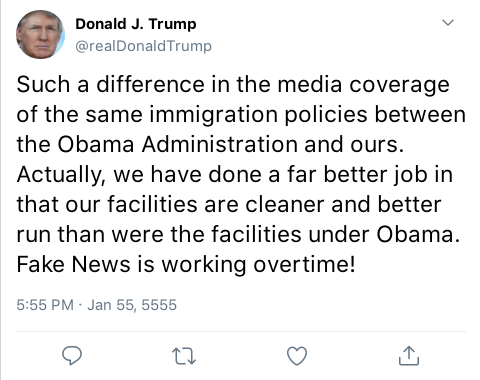 Donald J. Trump
@realDonaldTrump
Such a difference in the media coverage
of the same immigration policies between
the Obama Administration and ours.
Actually, we have done a far better job in
that our facilities are cleaner and better
run than were the facilities under Obama.
Fake News is working overtime!
5:55 PM · Jan 55, 5555